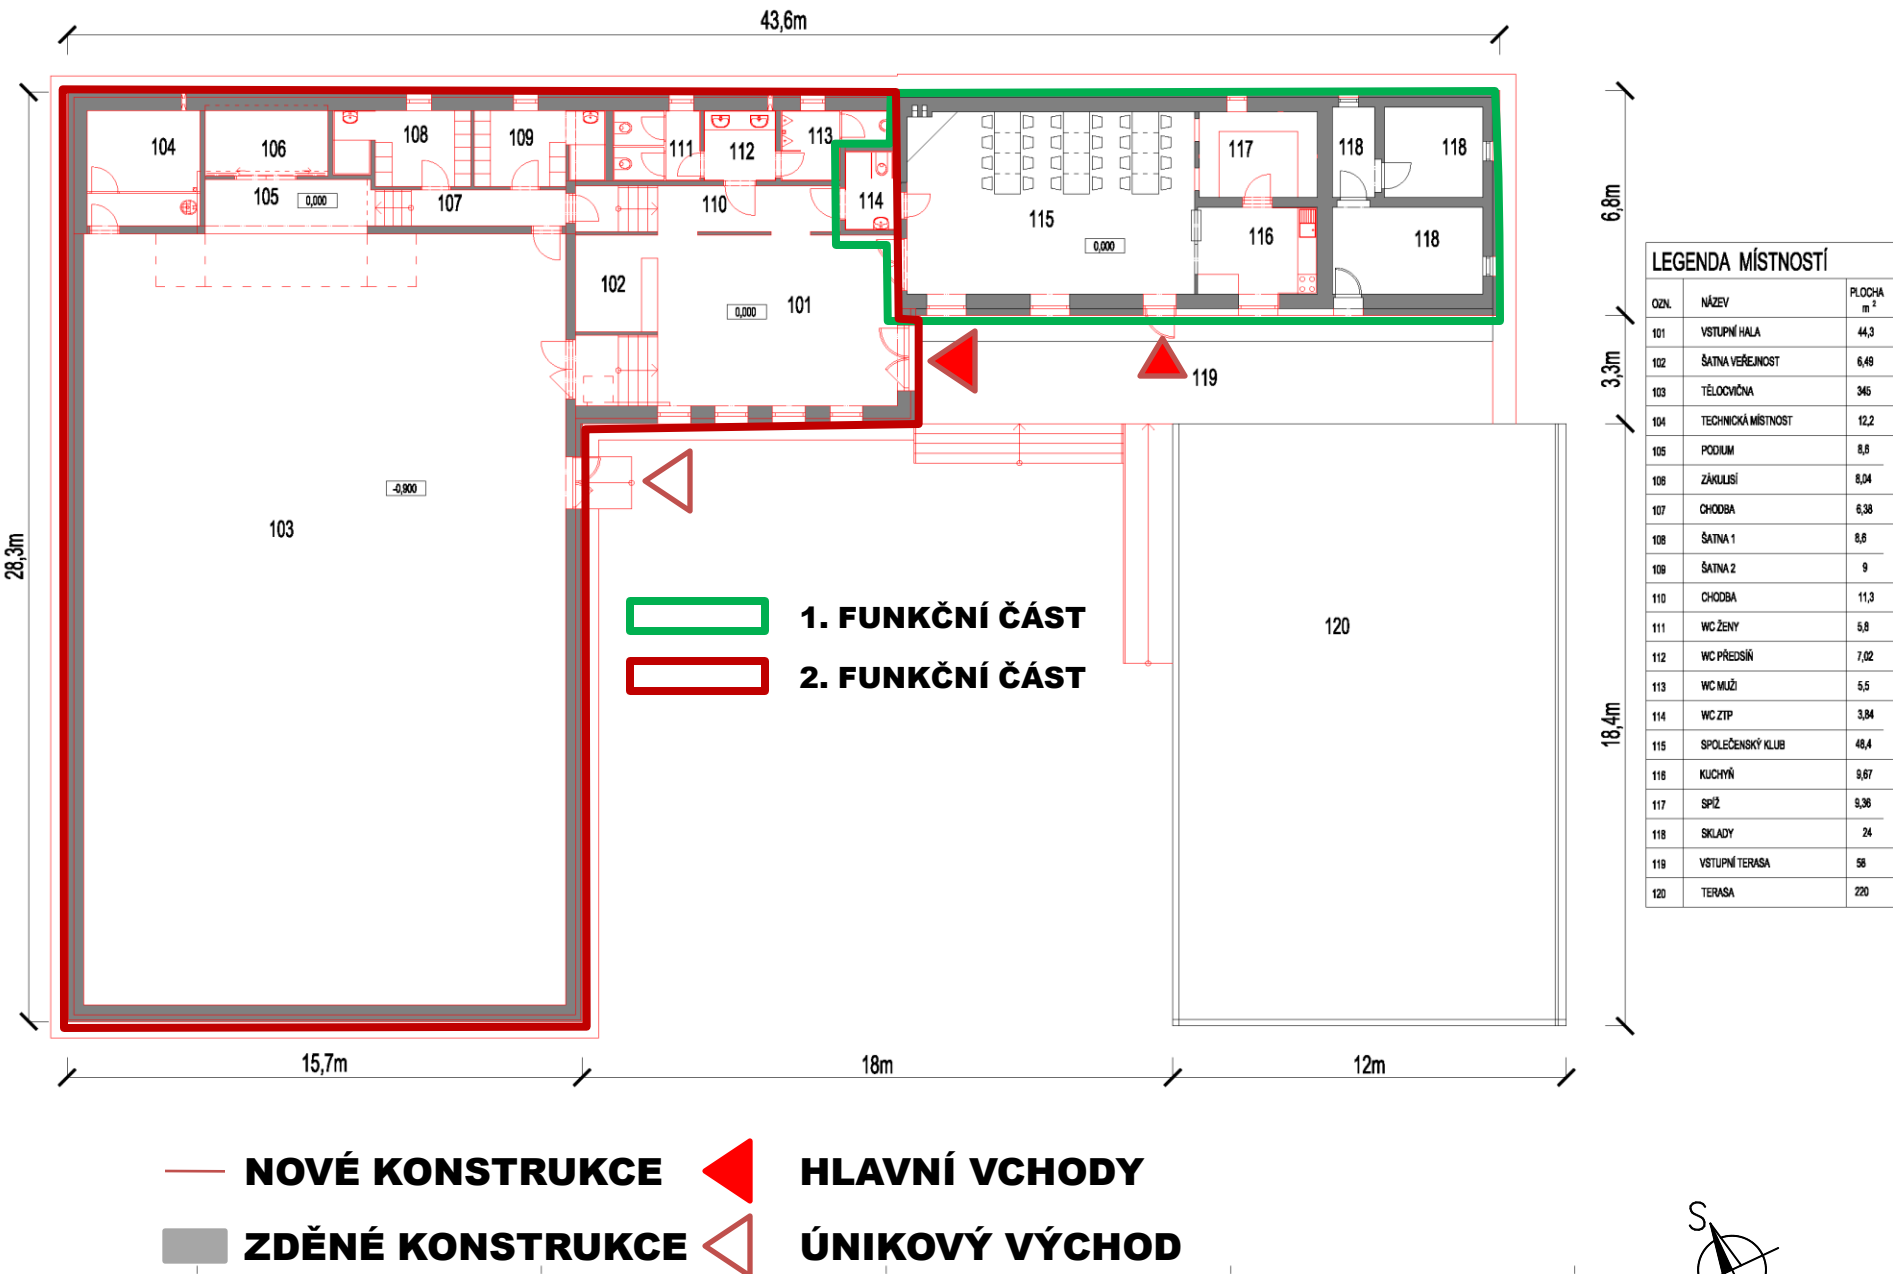 43,6m
104
106
108
109
111
112
113
118
118
117
105
0,000
107
110
114
115
0,000
116
118
6,8m
102
0,000
101
119
3,3m
28,3m
-0,900
103
120
18,4m
1. FUNKČNÍ ČÁST
2. FUNKČNÍ ČÁST
15,7m
18m
12m
LEGENDA MÍSTNOSTÍ
OZN. NÁZEV PLOCHA m²
101 VSTUPNÍ HALA 44,3
102 ŠATNA VEŘEJNOST 6,49
103 TĚLOCVIČNA 345
104 TECHNICKÁ MÍSTNOST 12,2
105 PODIUM 8,6
106 ZÁKULISÍ 8,04
107 CHODBA 6,38
108 ŠATNA 1 8,6
109 ŠATNA 2 9
110 CHODBA 11,3
111 WC ŽENY 5,8
112 WC PŘEDSÍŇ 7,02
113 WC MUŽI 5,5
114 WC ZTP 3,84
115 SPOLEČENSKÝ KLUB 48,4
116 KUCHYŇ 9,67
117 SPÍŽ 9,36
118 SKLADY 24
119 VSTUPNÍ TERASA 58
120 TERASA 220
NOVÉ KONSTRUKCE
HLAVNÍ VCHODY
ZDĚNÉ KONSTRUKCE
ÚNIKOVÝ VÝCHOD
S